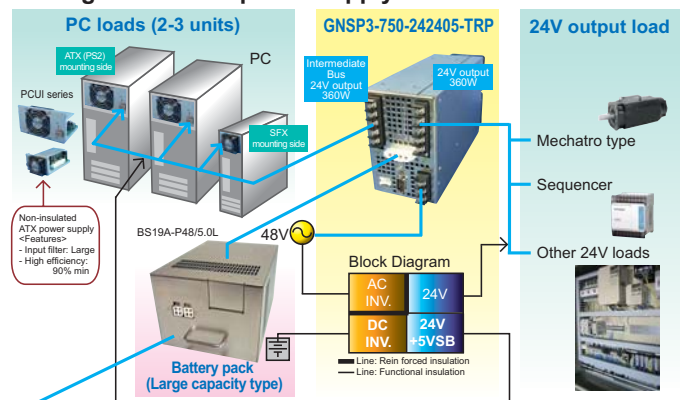 PC loads (2-3 units)
GNSP3-750-242405-TRP
24V output load
ATX (PS2)
mounting side
PC
PCUI series
SFX
mounting side
Intermediate
Bus
24V output
360W
24V output
360W
Mechatro type
Sequencer
Other 24V loads
Non-insulated
ATX power supply
<Features>
- Input filter: Large
- High efficiency:
90% min
BS19A-P48/5.0L
48V
Battery pack
(Large capacity type)
Block Diagram
AC
INV.
24V
DC
INV.
24V
+5VSB
Line: Rein forced insulation
Line: Functional insulation